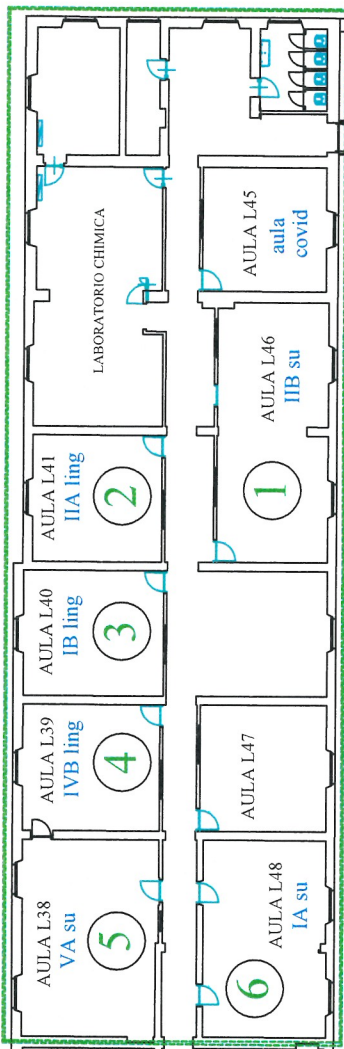 LABORATORIO CHIMICA
AULA L45
aula
covid
AULA L41
IIA ling
2
AULA L46
IIB su
1
AULA L40
IB ling
3
AULA L39
IVB ling
4
AULA L47
AULA L38
VA su
5
AULA L48
IA su
6